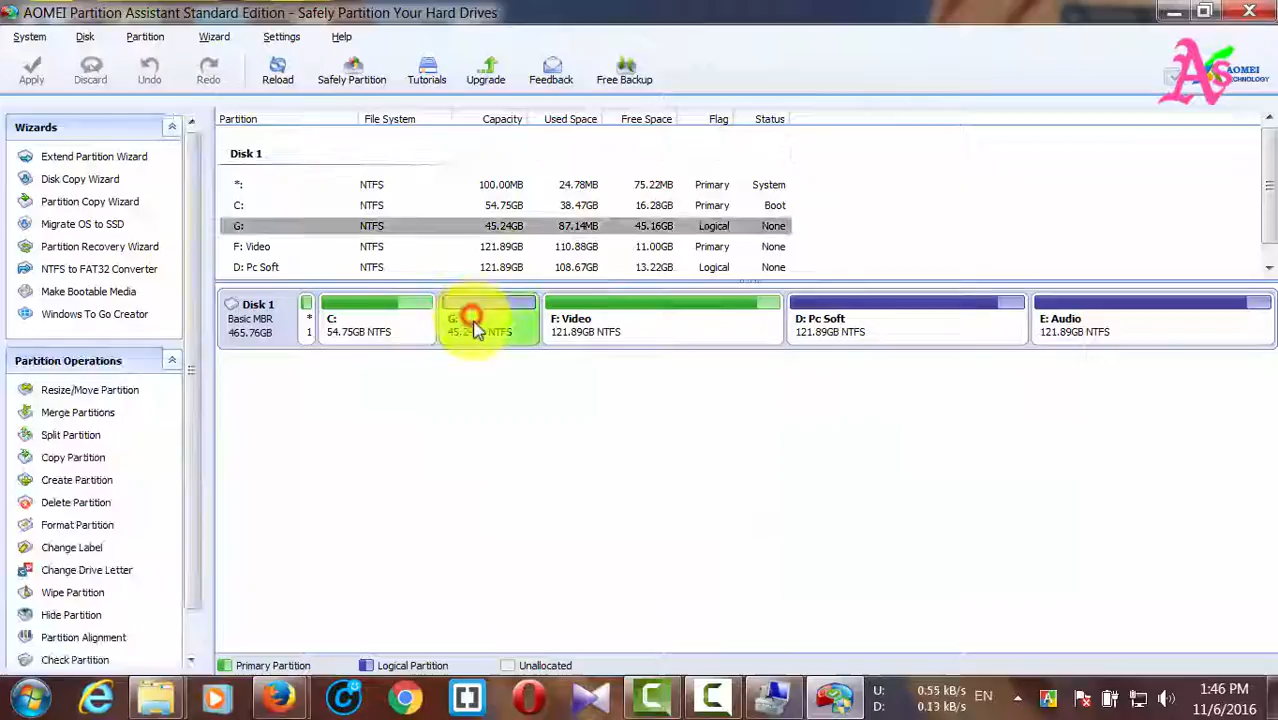 AOMEI Partition Assistant Standard Edition - Safely Partition Your Hard Drives
System Disk Partition Wizard Settings Help
Apply Discard Undo Redo Reload Safely Partition Tutorials Upgrade Feedback Free Backup
As AOMEI
TECHNOLOGY
Wizards
Extend Partition Wizard
Disk Copy Wizard
Partition Copy Wizard
Migrate OS to SSD
Partition Recovery Wizard
NTFS to FAT32 Converter
Make Bootable Media
Windows To Go Creator
Partition Operations
Resize/Move Partition
Merge Partitions
Split Partition
Copy Partition
Create Partition
Delete Partition
Format Partition
Change Label
Change Drive Letter
Wipe Partition
Hide Partition
Partition Alignment
Check Partition
Partition File System Capacity Used Space Free Space Flag Status
Disk 1
*: NTFS 100.00MB 24.78MB 75.22MB Primary System
C: NTFS 54.75GB 38.47GB 16.28GB Primary Boot
G: NTFS 45.24GB 87.14MB 45.16GB Logical None
F: Video NTFS 121.89GB 110.88GB 11.00GB Primary None
D: Pc Soft NTFS 121.89GB 108.67GB 13.22GB Logical None
Disk 1
Basic MBR
465.76GB
*
1
C:
54.75GB NTFS
G:
NTFS
F: Video
121.89GB NTFS
D: Pc Soft
121.89GB NTFS
E: Audio
121.89GB NTFS
Primary Partition Logical Partition Unallocated
U: 0.55 kB/s
D: 0.13 kB/s
EN
1:46 PM
11/6/2016